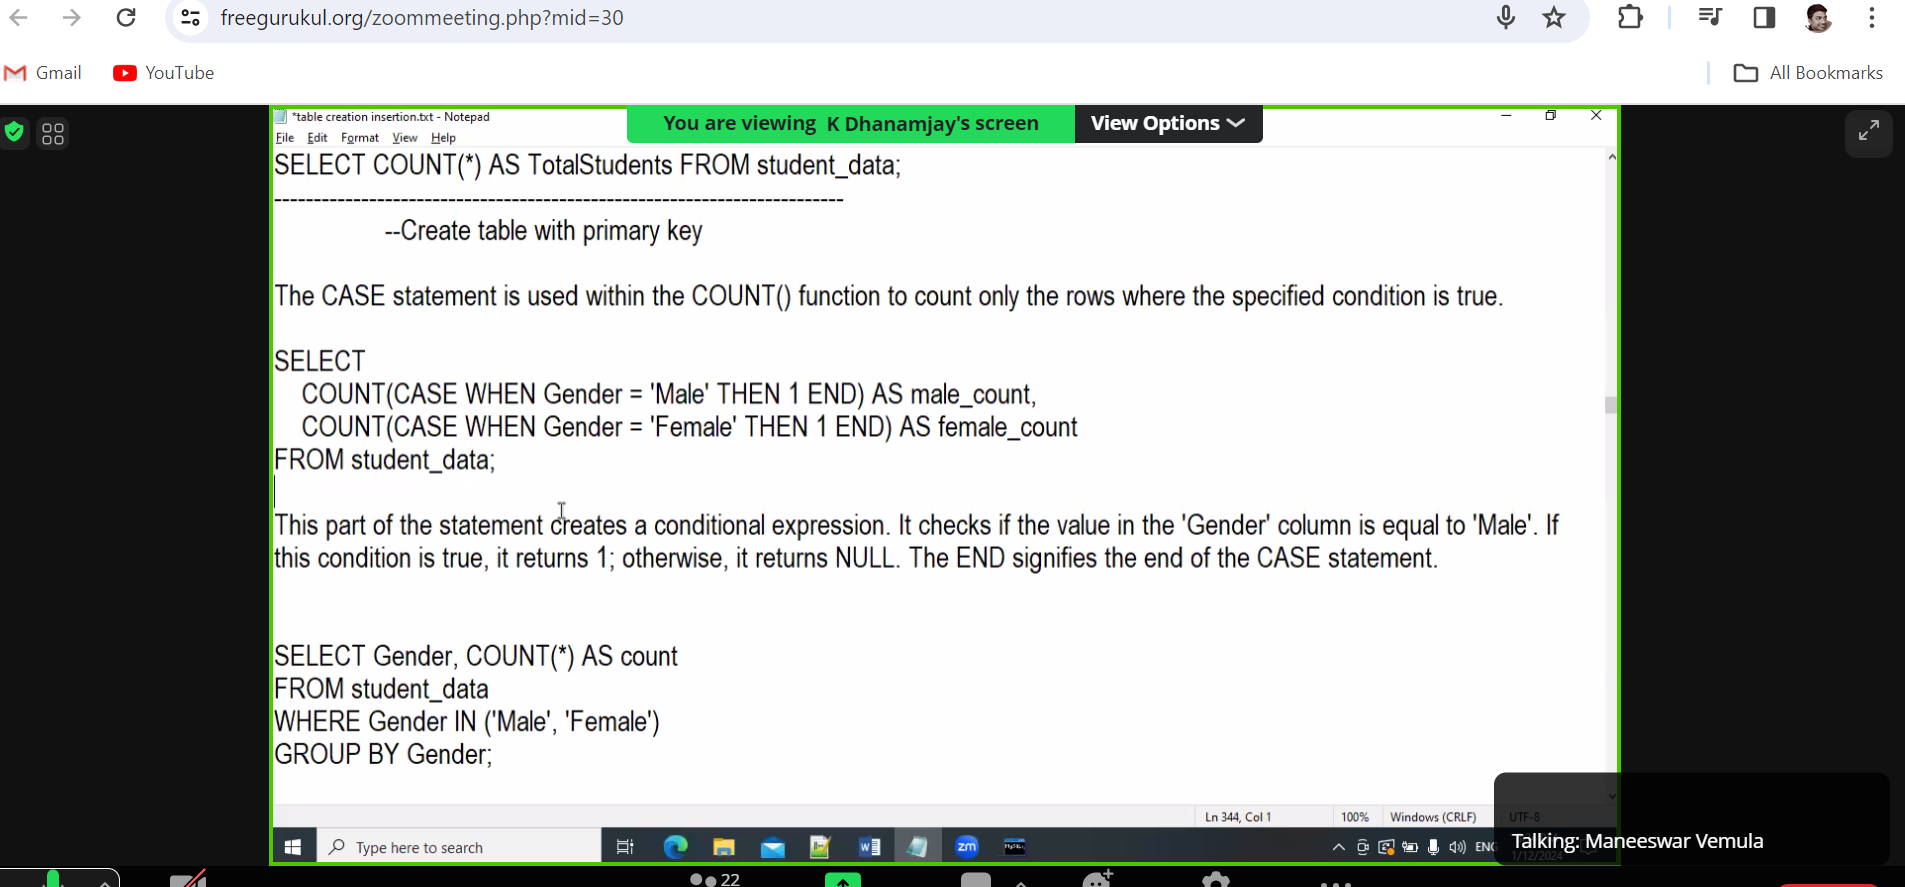 freegurukul.org/zoommeeting.php?mid=30
Gmail YouTube All Bookmarks
*table creation insertion.txt - Notepad
You are viewing K Dhanamjay's screen View Options
File Edit Format View Help
SELECT COUNT(*) AS TotalStudents FROM student_data;
------------------------------------------------------------------------
--Create table with primary key
The CASE statement is used within the COUNT() function to count only the rows where the specified condition is true.
SELECT
COUNT(CASE WHEN Gender = 'Male' THEN 1 END) AS male_count,
COUNT(CASE WHEN Gender = 'Female' THEN 1 END) AS female_count
FROM student_data;
This part of the statement creates a conditional expression. It checks if the value in the 'Gender' column is equal to 'Male'. If
this condition is true, it returns 1; otherwise, it returns NULL. The END signifies the end of the CASE statement.
SELECT Gender, COUNT(*) AS count
FROM student_data
WHERE Gender IN ('Male', 'Female')
GROUP BY Gender;
Ln 344, Col 1 100% Windows (CRLF) UTF-8
Type here to search
zm
MySQL
ENG
Talking: Maneeswar Vemula
1/12/2024
22